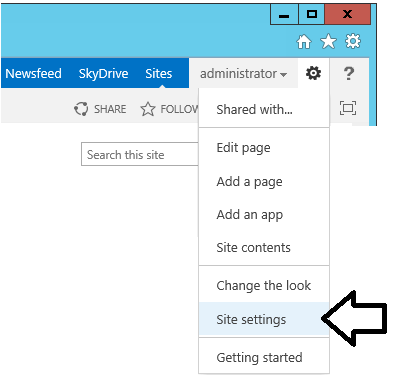 Newsfeed SkyDrive Sites administrator ?
SHARE FOLLOW
Shared with...
Search this site
Edit page
Add a page
Add an app
Site contents
Change the look
Site settings
Getting started